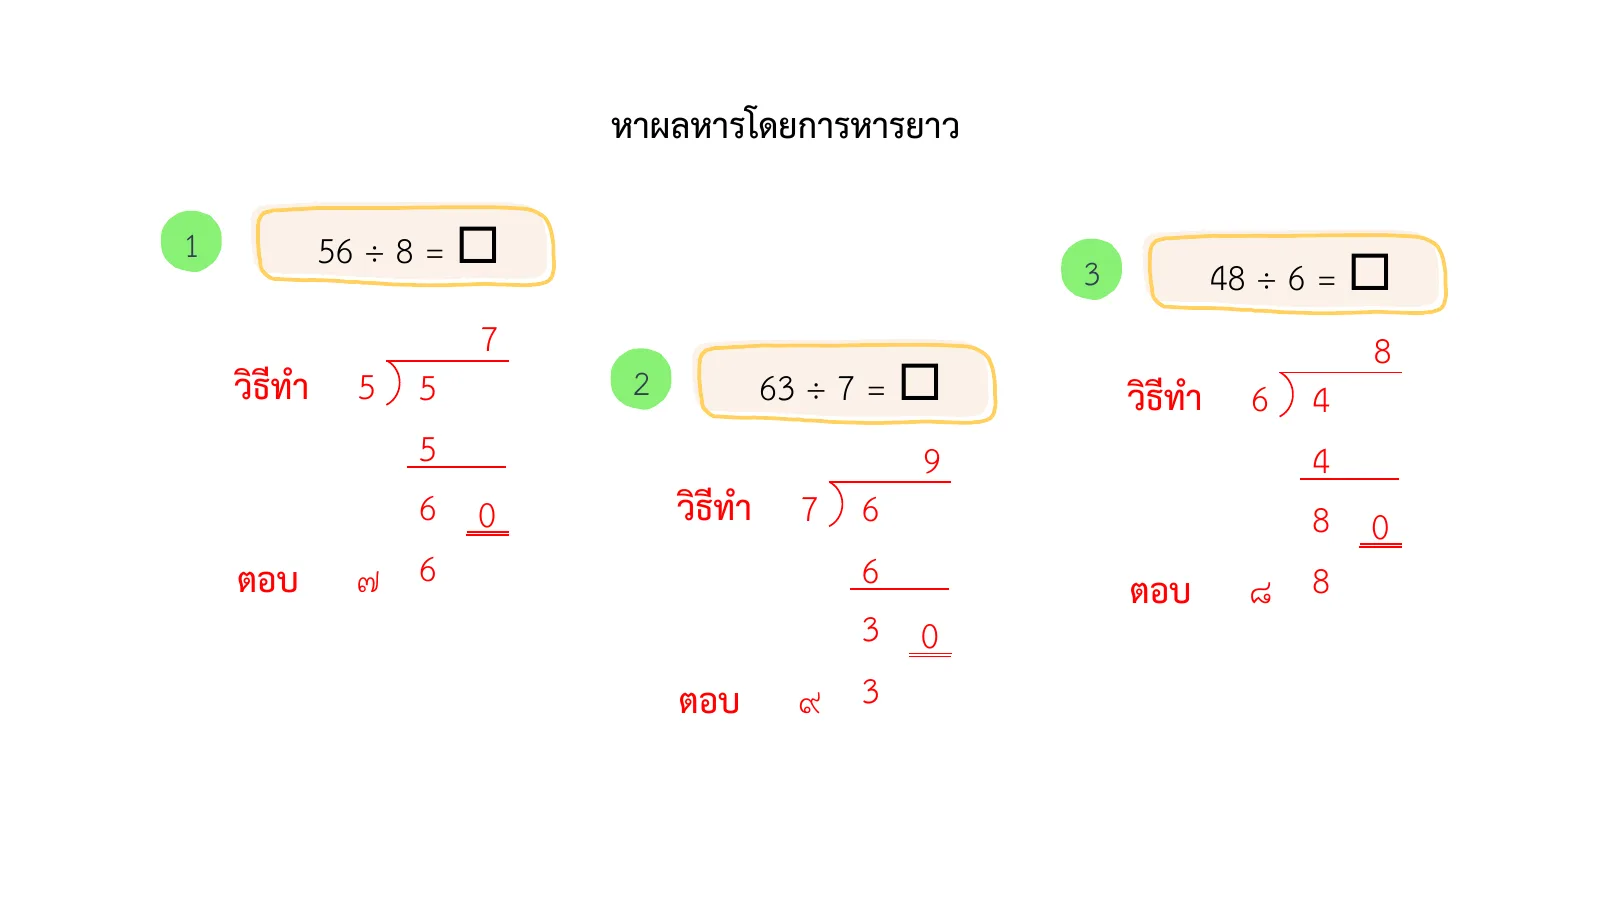 หาผลหารโดยการหารยาว
1
56 ÷ 8 = □
7
วิธีทำ 5 ) 5
5
6 0
6
ตอบ ๗
2
63 ÷ 7 = □
9
วิธีทำ 7 ) 6
6
3 0
3
ตอบ ๙
3
48 ÷ 6 = □
8
วิธีทำ 6 ) 4
4
8 0
8
ตอบ ๘